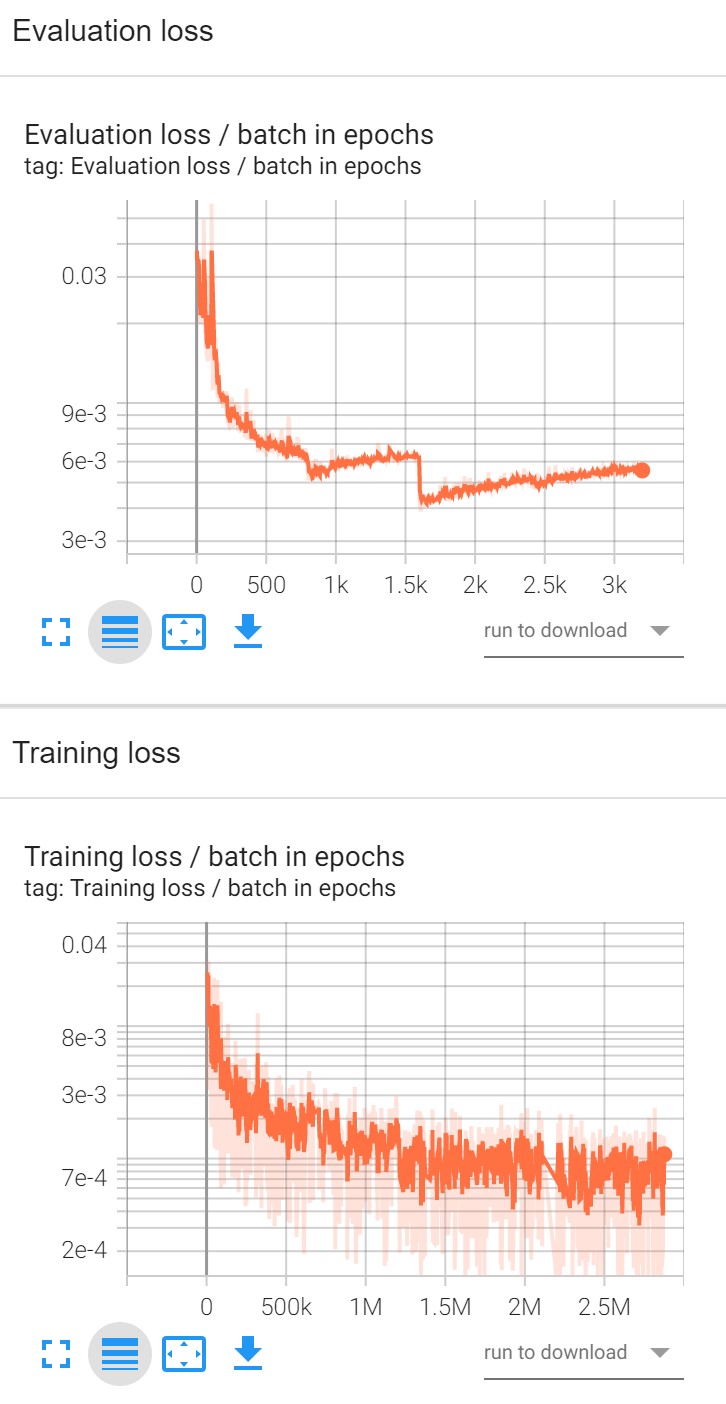 Evaluation loss
Evaluation loss / batch in epochs
tag: Evaluation loss / batch in epochs
0.03
9e-3
6e-3
3e-3
0 500 1k 1.5k 2k 2.5k 3k
run to download
Training loss
Training loss / batch in epochs
tag: Training loss / batch in epochs
0.04
8e-3
3e-3
7e-4
2e-4
0 500k 1M 1.5M 2M 2.5M
run to download